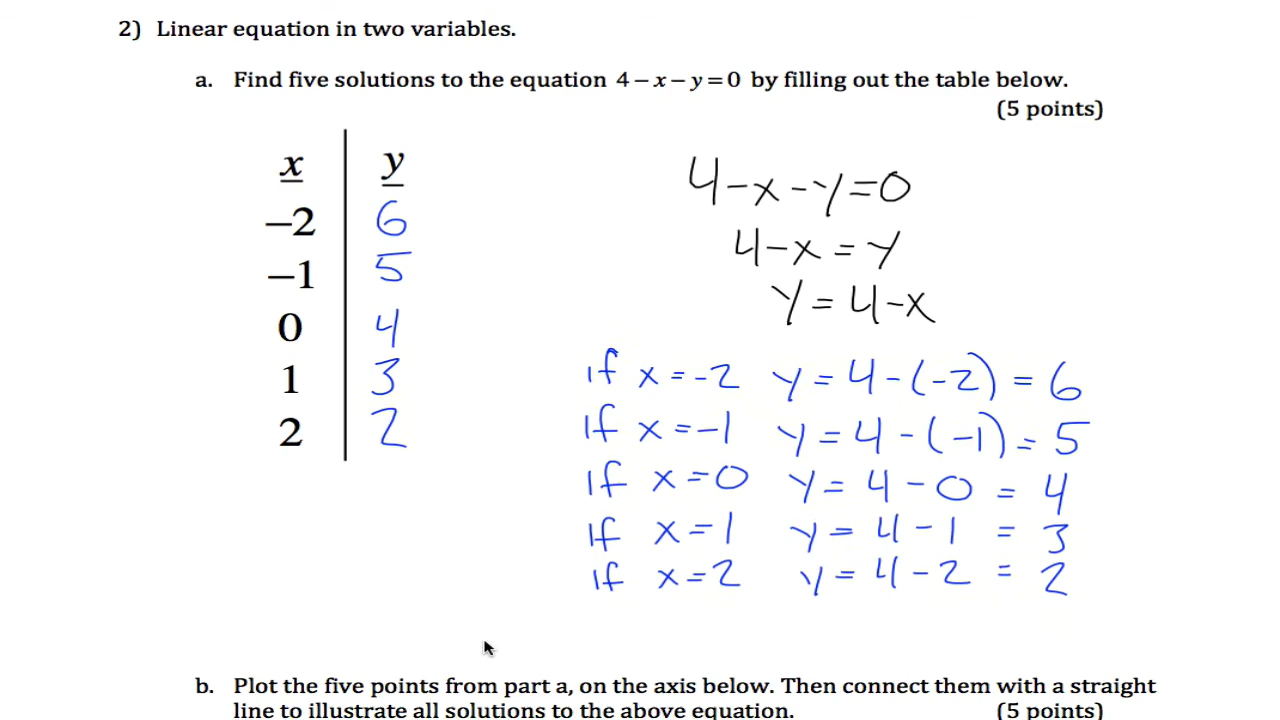 2) Linear equation in two variables.
a. Find five solutions to the equation 4 − x − y = 0 by filling out the table below.
(5 points)
x y
−2 6
−1 5
0 4
1 3
2 2
4 - x - y = 0
4 - x = y
y = 4 - x
if x = -2 y = 4 - (-2) = 6
if x = -1 y = 4 - (-1) = 5
if x = 0 y = 4 - 0 = 4
if x = 1 y = 4 - 1 = 3
if x = 2 y = 4 - 2 = 2
b. Plot the five points from part a, on the axis below. Then connect them with a straight
line to illustrate all solutions to the above equation. (5 points)